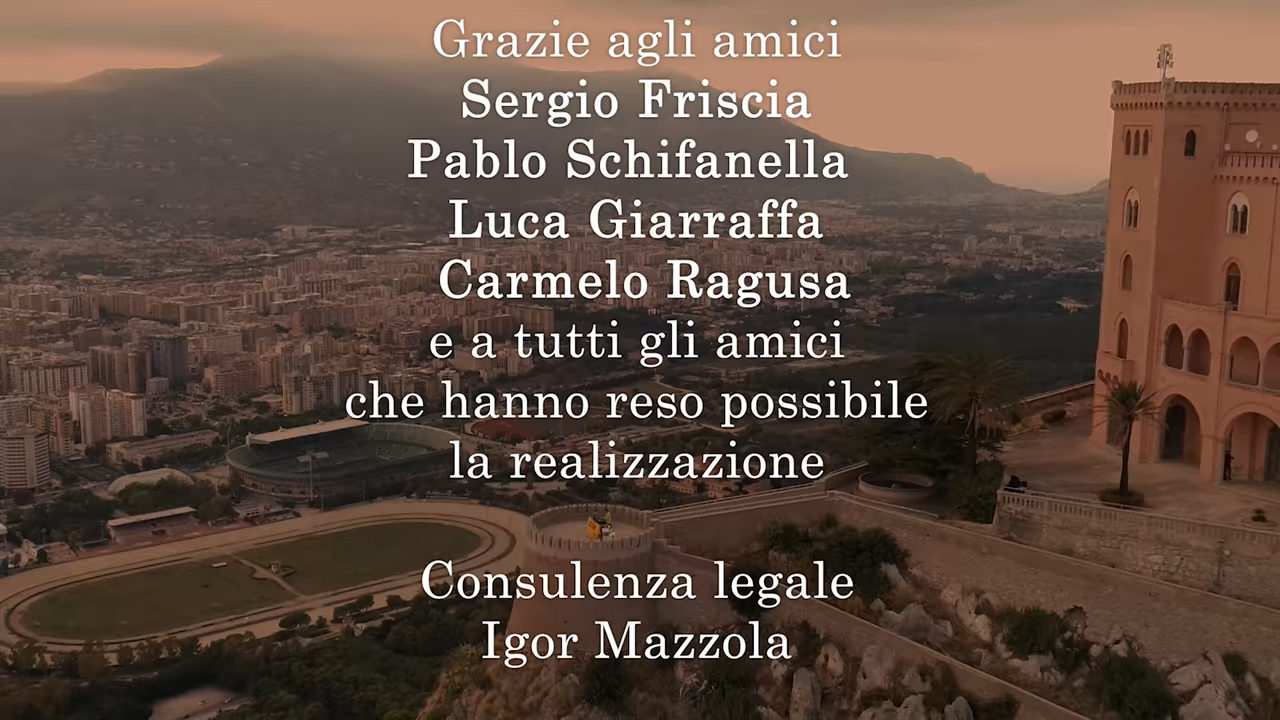 Grazie agli amici
Sergio Friscia
Pablo Schifanella
Luca Giarraffa
Carmelo Ragusa
e a tutti gli amici
che hanno reso possibile
la realizzazione
Consulenza legale
Igor Mazzola